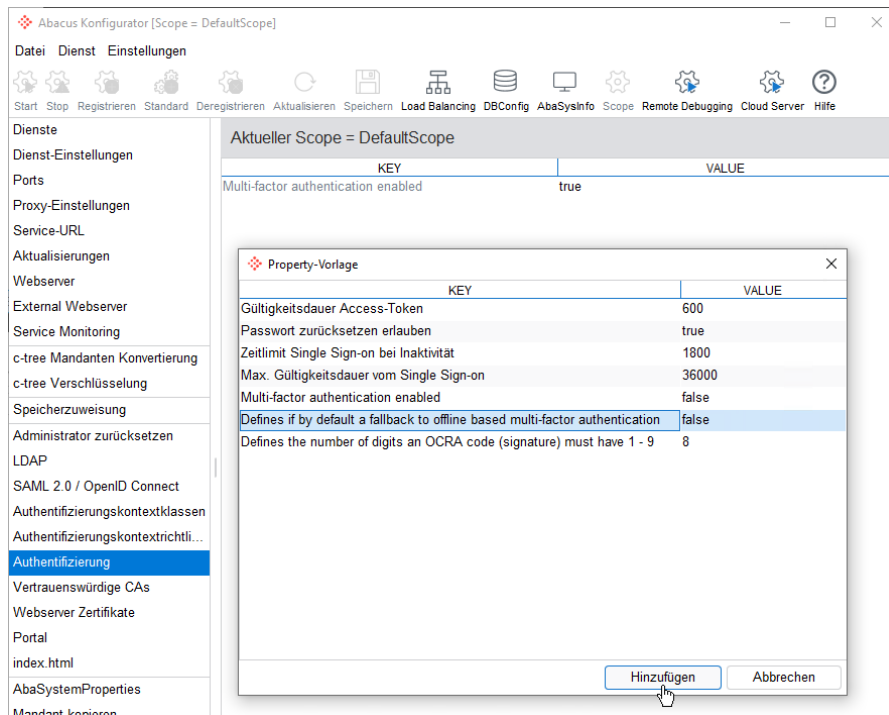 Abacus Konfigurator [Scope = DefaultScope]
Datei Dienst Einstellungen
Start Stop Registrieren Standard Deregistrieren Aktualisieren Speichern Load Balancing DBConfig AbaSysInfo Scope Remote Debugging Cloud Server Hilfe
Dienste
Dienst-Einstellungen
Ports
Proxy-Einstellungen
Service-URL
Aktualisierungen
Webserver
External Webserver
Service Monitoring
c-tree Mandanten Konvertierung
c-tree Verschlüsselung
Speicherzuweisung
Administrator zurücksetzen
LDAP
SAML 2.0 / OpenID Connect
Authentifizierungskontextklassen
Authentifizierungskontextrichtli...
Authentifizierung
Vertrauenswürdige CAs
Webserver Zertifikate
Portal
index.html
AbaSystemProperties
Mandant kopieren
Aktueller Scope = DefaultScope
KEY VALUE
Multi-factor authentication enabled true
Property-Vorlage
KEY VALUE
Gültigkeitsdauer Access-Token 600
Passwort zurücksetzen erlauben true
Zeitlimit Single Sign-on bei Inaktivität 1800
Max. Gültigkeitsdauer vom Single Sign-on 36000
Multi-factor authentication enabled false
Defines if by default a fallback to offline based multi-factor authentication false
Defines the number of digits an OCRA code (signature) must have 1 - 9 8
Hinzufügen Abbrechen